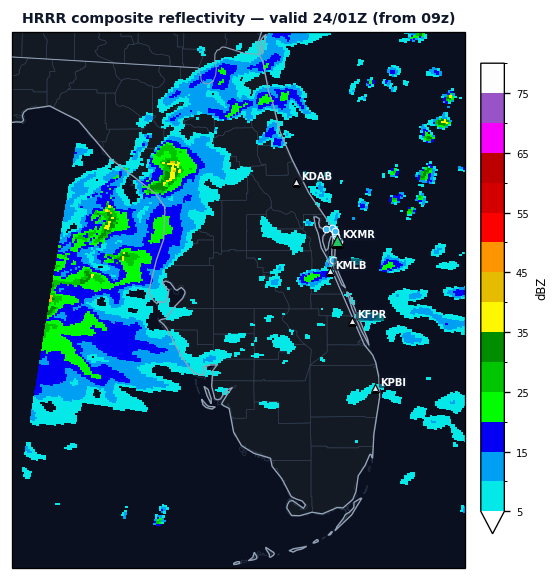 HRRR composite reflectivity — valid 24/01Z (from 09z)
KDAB
KXMR
KMLB
KFPR
KPBI
75
65
55
45
35
25
15
5
dBZ